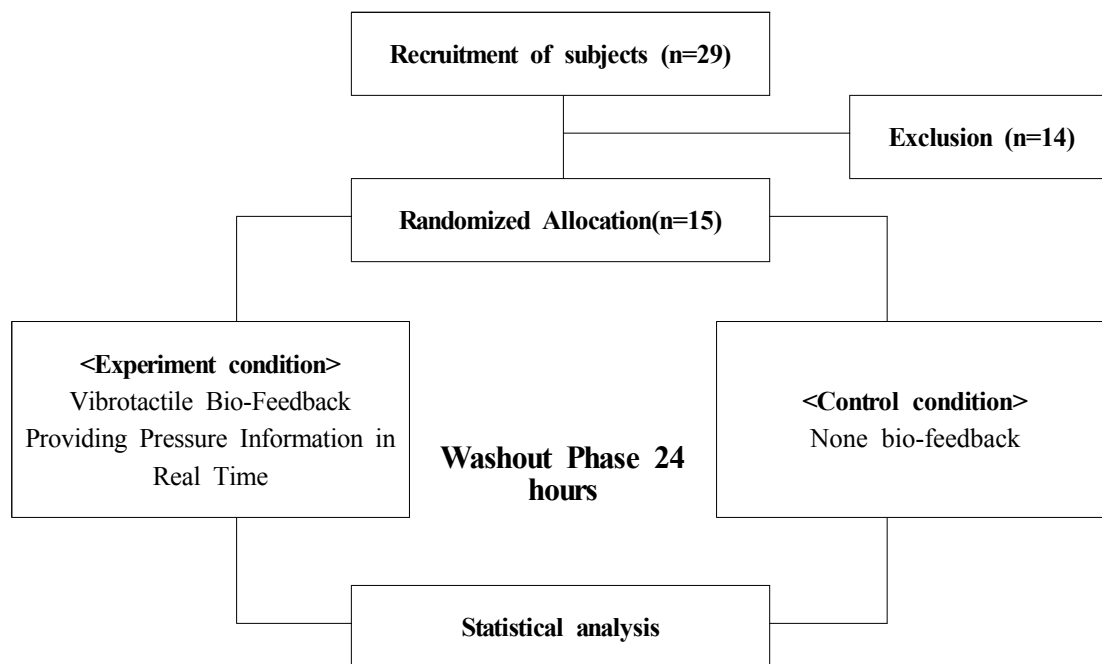 Recruitment of subjects (n=29)
Exclusion (n=14)
Randomized Allocation(n=15)
<Experiment condition>
Vibrotactile Bio-Feedback
Providing Pressure Information in
Real Time
Washout Phase 24
hours
<Control condition>
None bio-feedback
Statistical analysis